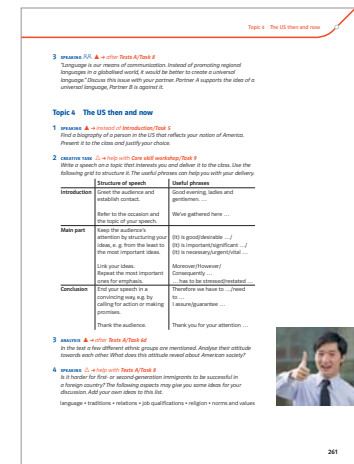 Topic 4 The US then and now
3 SPEAKING after Texts A/Task 8
"Language is our means of communication. Instead of promoting regional
languages in a globalised world, it would be better to create a universal
language." Discuss this issue with your partner. Partner A supports the idea of a
universal language, Partner B is against it.
Topic 4 The US then and now
1 SPEAKING ▲ → instead of Introduction/Task 5
Find a biography of a person in the US that reflects your notion of America.
Present it to the class and justify your choice.
2 CREATIVE TASK △ → help with Core skill workshop/Task 9
Write a speech on a topic that interests you and deliver it to the class. Use the
following grid to structure it. The useful phrases can help you with your delivery.
Structure of speech Useful phrases
Introduction Greet the audience and Good evening, ladies and
establish contact. gentlemen. …
Refer to the occasion and We've gathered here …
the topic of your speech.
Main part Keep the audience's
attention by structuring your (It) is good/desirable …/
ideas, e. g. from the least to (It) is important/significant …/
the most important ideas. (It) is necessary/urgent/vital …
Link your ideas. Moreover/However/
Repeat the most important Consequently …
ones for emphasis. … has to be stressed/restated …
Conclusion End your speech in a Therefore we have to …/need
convincing way, e.g. by to …
calling for action or making I assure/guarantee …
promises.
Thank the audience. Thank you for your attention …
3 ANALYSIS ▲ → after Texts A/Task 6d
In the text a few different ethnic groups are mentioned. Analyse their attitude
towards each other. What does this attitude reveal about American society?
4 SPEAKING △ → help with Texts A/Task 8
Is it harder for first- or second-generation immigrants to be successful in
a foreign country? The following aspects may give you some ideas for your
discussion. Add your own ideas to this list.
language • traditions • relations • job qualifications • religion • norms and values
261